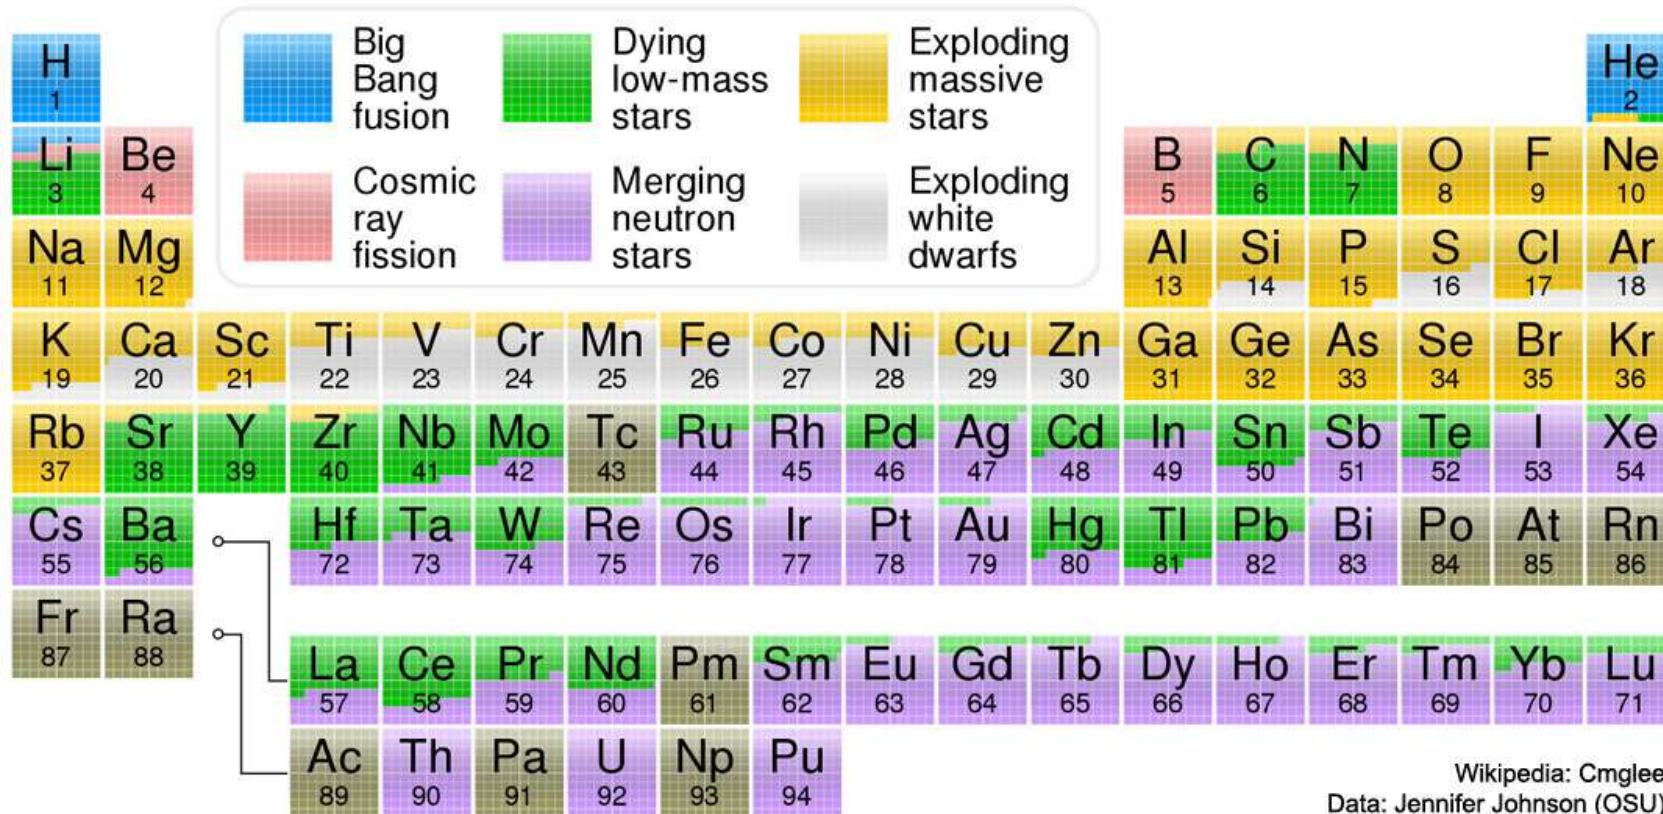 Big Bang fusion
Dying low-mass stars
Exploding massive stars
Cosmic ray fission
Merging neutron stars
Exploding white dwarfs
H 1
He 2
Li 3
Be 4
B 5
C 6
N 7
O 8
F 9
Ne 10
Na 11
Mg 12
Al 13
Si 14
P 15
S 16
Cl 17
Ar 18
K 19
Ca 20
Sc 21
Ti 22
V 23
Cr 24
Mn 25
Fe 26
Co 27
Ni 28
Cu 29
Zn 30
Ga 31
Ge 32
As 33
Se 34
Br 35
Kr 36
Rb 37
Sr 38
Y 39
Zr 40
Nb 41
Mo 42
Tc 43
Ru 44
Rh 45
Pd 46
Ag 47
Cd 48
In 49
Sn 50
Sb 51
Te 52
I 53
Xe 54
Cs 55
Ba 56
Hf 72
Ta 73
W 74
Re 75
Os 76
Ir 77
Pt 78
Au 79
Hg 80
Tl 81
Pb 82
Bi 83
Po 84
At 85
Rn 86
Fr 87
Ra 88
La 57
Ce 58
Pr 59
Nd 60
Pm 61
Sm 62
Eu 63
Gd 64
Tb 65
Dy 66
Ho 67
Er 68
Tm 69
Yb 70
Lu 71
Ac 89
Th 90
Pa 91
U 92
Np 93
Pu 94
Wikipedia: Cmglee
Data: Jennifer Johnson (OSU)